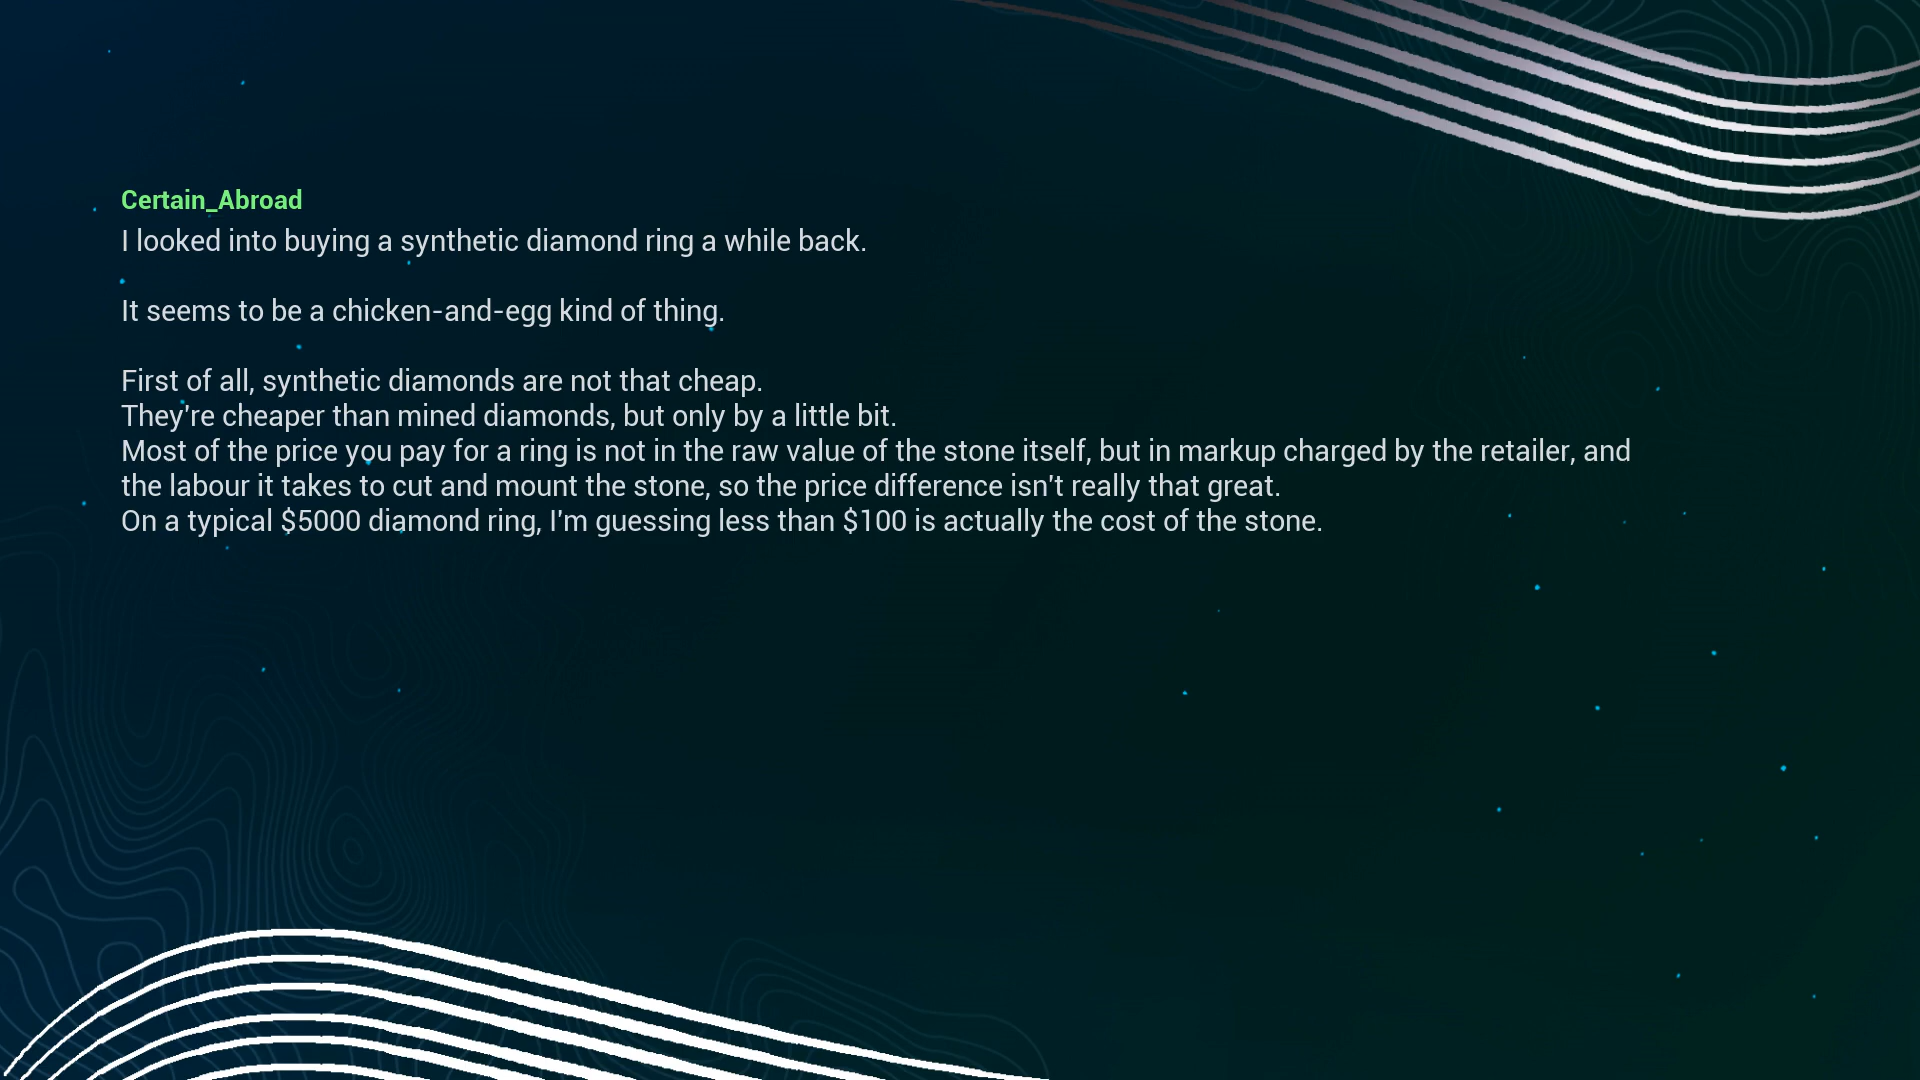 Certain_Abroad
I looked into buying a synthetic diamond ring a while back.
It seems to be a chicken-and-egg kind of thing.
First of all, synthetic diamonds are not that cheap.
They're cheaper than mined diamonds, but only by a little bit.
Most of the price you pay for a ring is not in the raw value of the stone itself, but in markup charged by the retailer, and
the labour it takes to cut and mount the stone, so the price difference isn't really that great.
On a typical $5000 diamond ring, I'm guessing less than $100 is actually the cost of the stone.